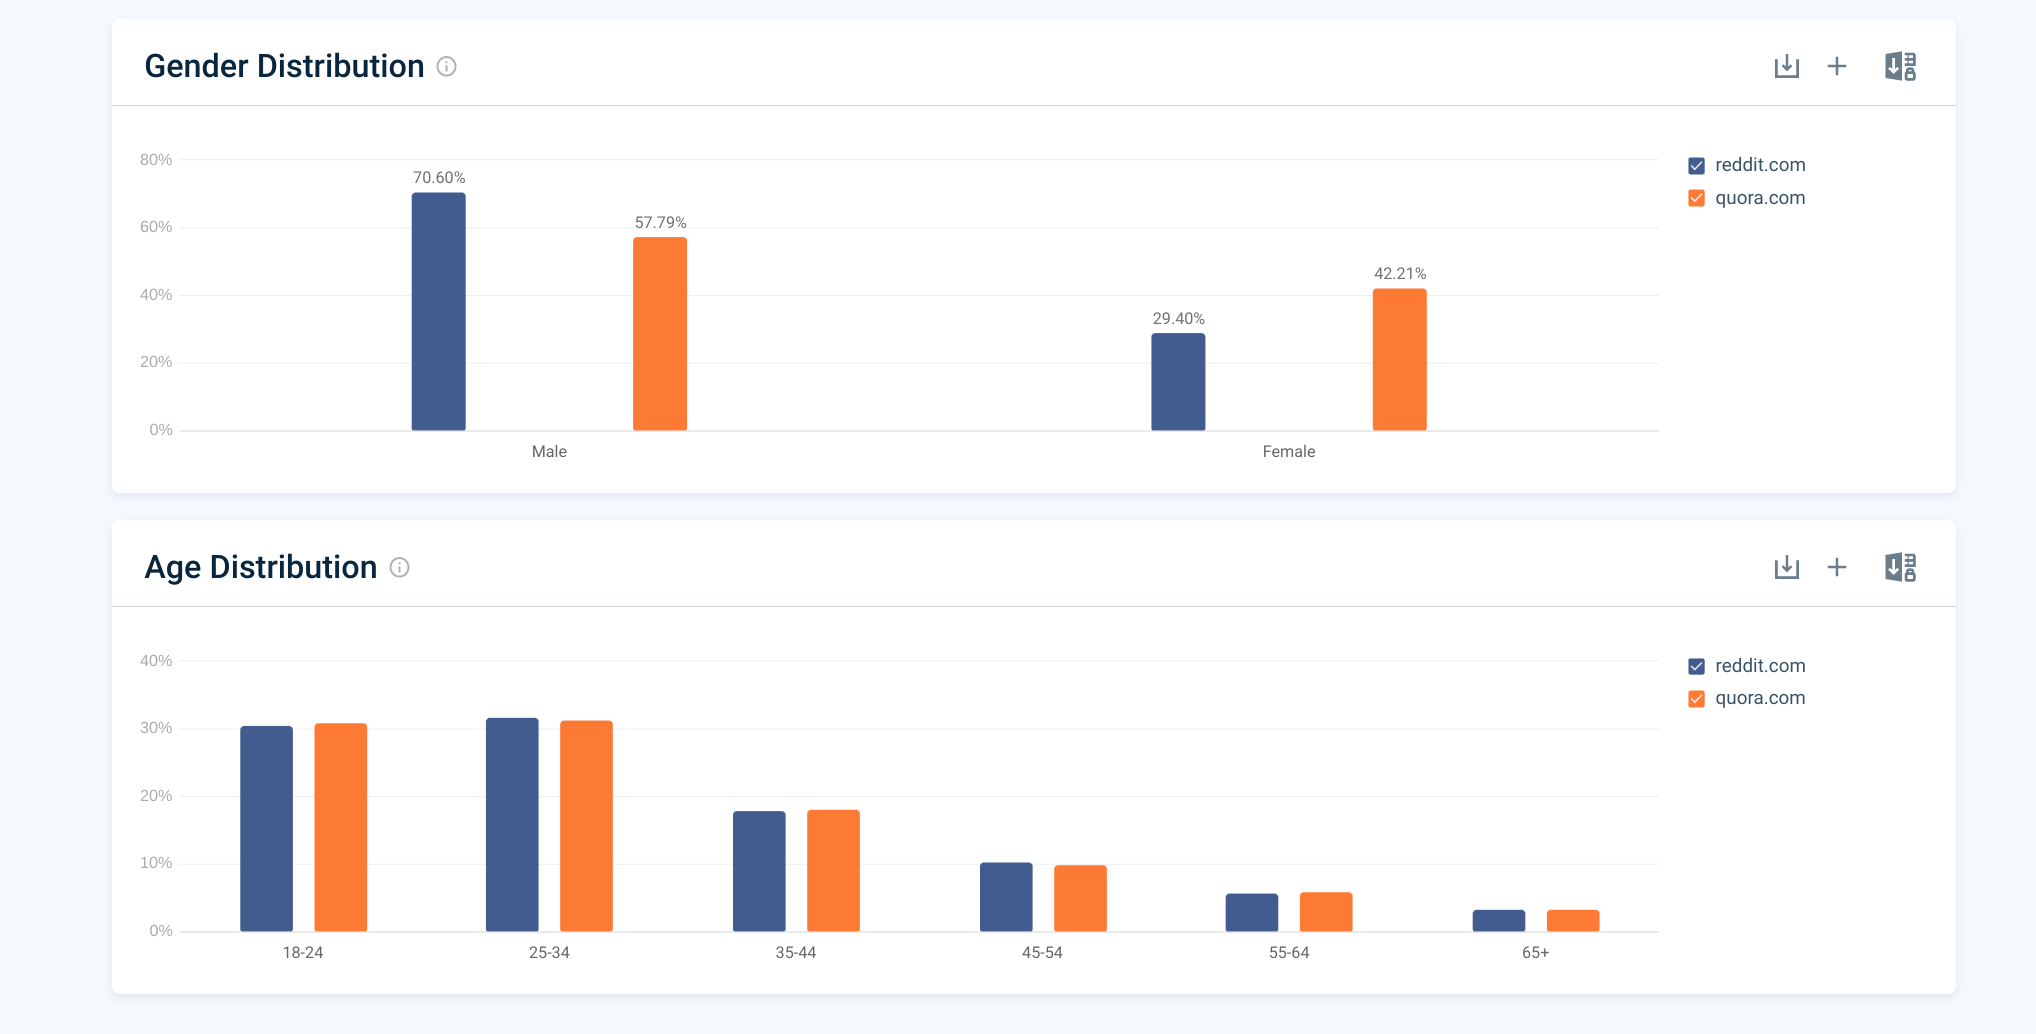 Gender Distribution
80%
60%
40%
20%
0%
70.60%
57.79%
29.40%
42.21%
Male
Female
reddit.com
quora.com
Age Distribution
40%
30%
20%
10%
0%
18-24
25-34
35-44
45-54
55-64
65+
reddit.com
quora.com